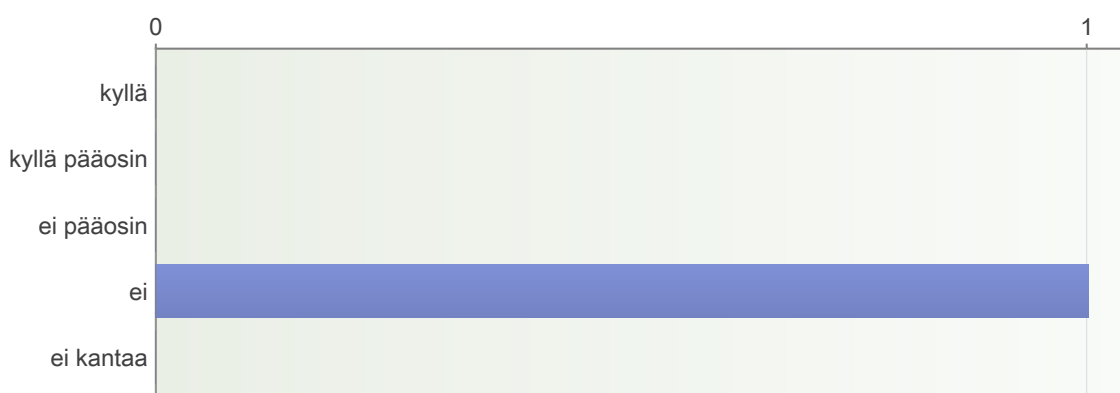 0 1
kyllä
kyllä pääosin
ei pääosin
ei
ei kantaa